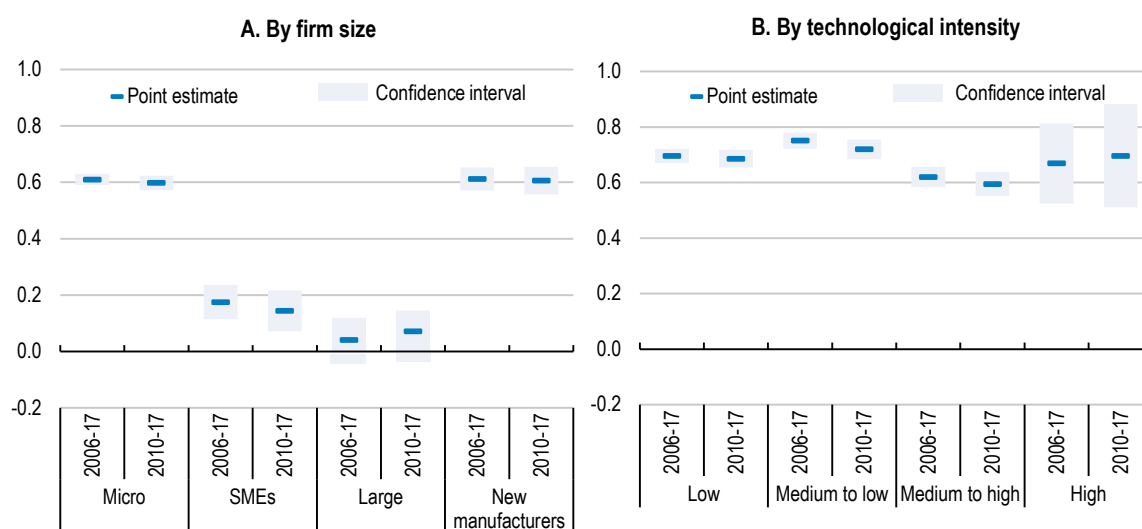 A. By firm size
1.0
Point estimate
Confidence interval
0.8
0.6
0.4
0.2
0.0
-0.2
2006-17
2010-17
2006-17
2010-17
2006-17
2010-17
2006-17
2010-17
Micro
SMEs
Large
New
manufacturers
B. By technological intensity
1.0
Point estimate
Confidence interval
0.8
0.6
0.4
0.2
0.0
-0.2
2006-17
2010-17
2006-17
2010-17
2006-17
2010-17
2006-17
2010-17
Low
Medium to low
Medium to high
High